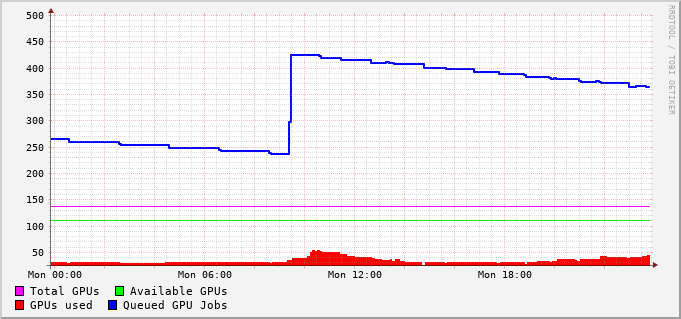 500
450
400
350
300
250
200
150
100
50
Mon 00:00 Mon 06:00 Mon 12:00 Mon 18:00
Total GPUs Available GPUs
GPUs used Queued GPU Jobs
RRDTOOL / TOBI OETIKER